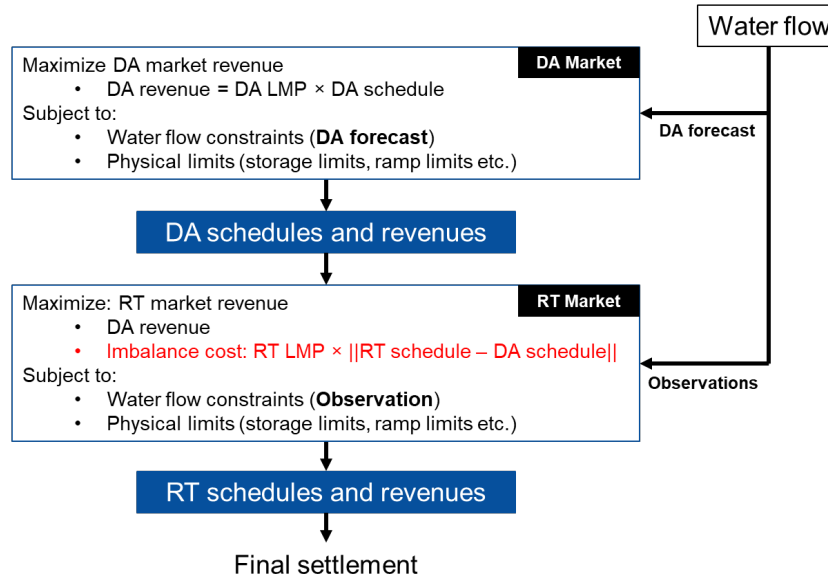 Water flow
Maximize DA market revenue
DA Market
• DA revenue = DA LMP × DA schedule
Subject to:
• Water flow constraints (DA forecast)
• Physical limits (storage limits, ramp limits etc.)
DA forecast
DA schedules and revenues
Maximize: RT market revenue
RT Market
• DA revenue
• Imbalance cost: RT LMP × ||RT schedule – DA schedule||
Subject to:
• Water flow constraints (Observation)
• Physical limits (storage limits, ramp limits etc.)
Observations
RT schedules and revenues
Final settlement